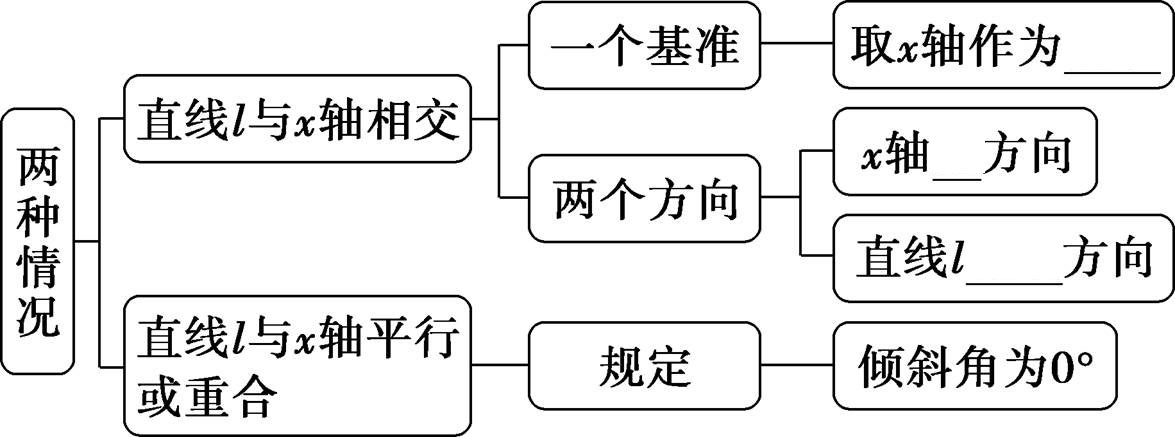 两种情况
直线l与x轴相交
一个基准
取x轴作为_____
两个方向
x轴__方向
直线l____方向
直线l与x轴平行
或重合
规定
倾斜角为0°